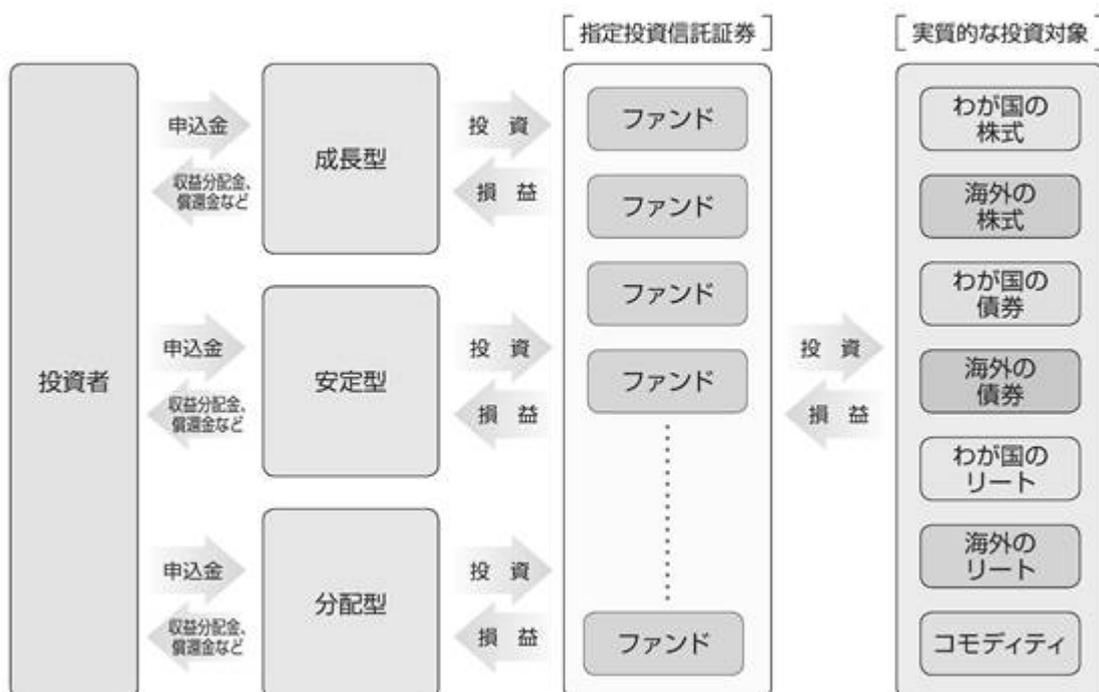 [指定投資信託証券]
[実質的な投資対象]
投資者
申込金
収益分配金、
償還金など
成長型
投 資
損 益
申込金
収益分配金、
償還金など
安定型
投 資
損 益
申込金
収益分配金、
償還金など
分配型
投 資
損 益
ファンド
ファンド
ファンド
ファンド
ファンド
投 資
損 益
わが国の
株式
海外の
株式
わが国の
債券
海外の
債券
わが国の
リート
海外の
リート
コモディティ